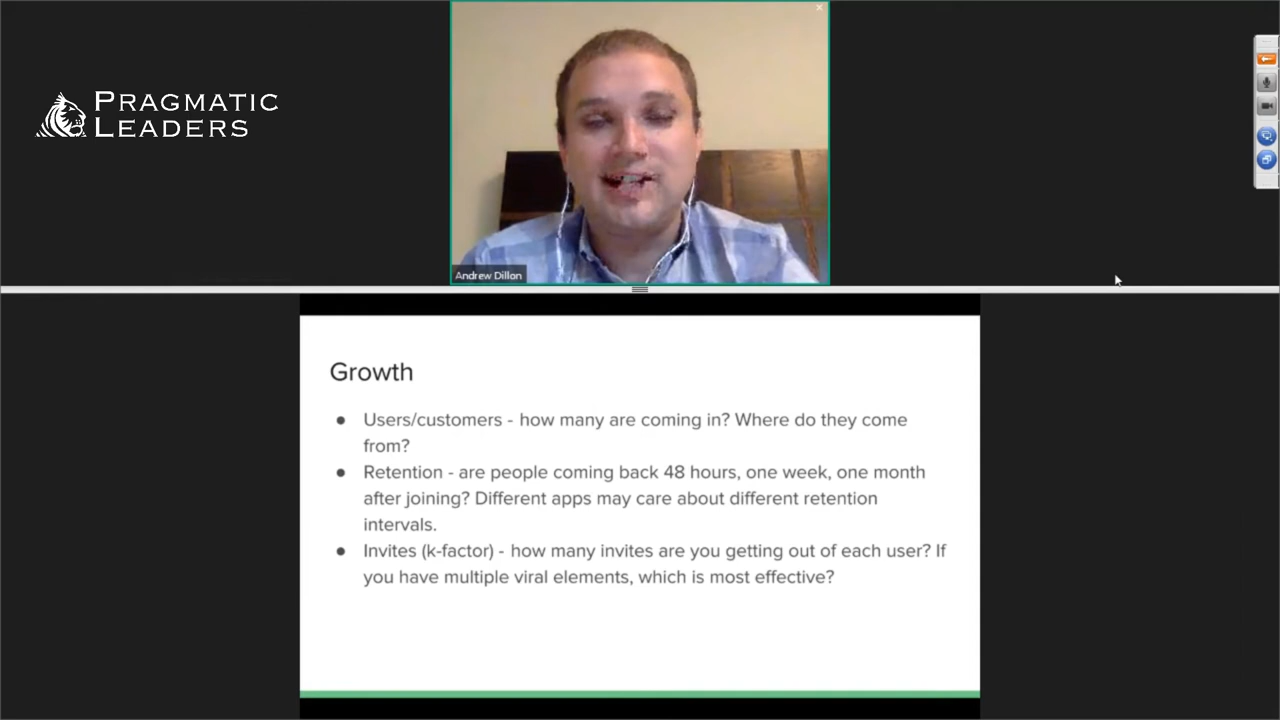 PRAGMATIC
LEADERS
Andrew Dillon
Growth
● Users/customers - how many are coming in? Where do they come
from?
● Retention - are people coming back 48 hours, one week, one month
after joining? Different apps may care about different retention
intervals.
● Invites (k-factor) - how many invites are you getting out of each user? If
you have multiple viral elements, which is most effective?